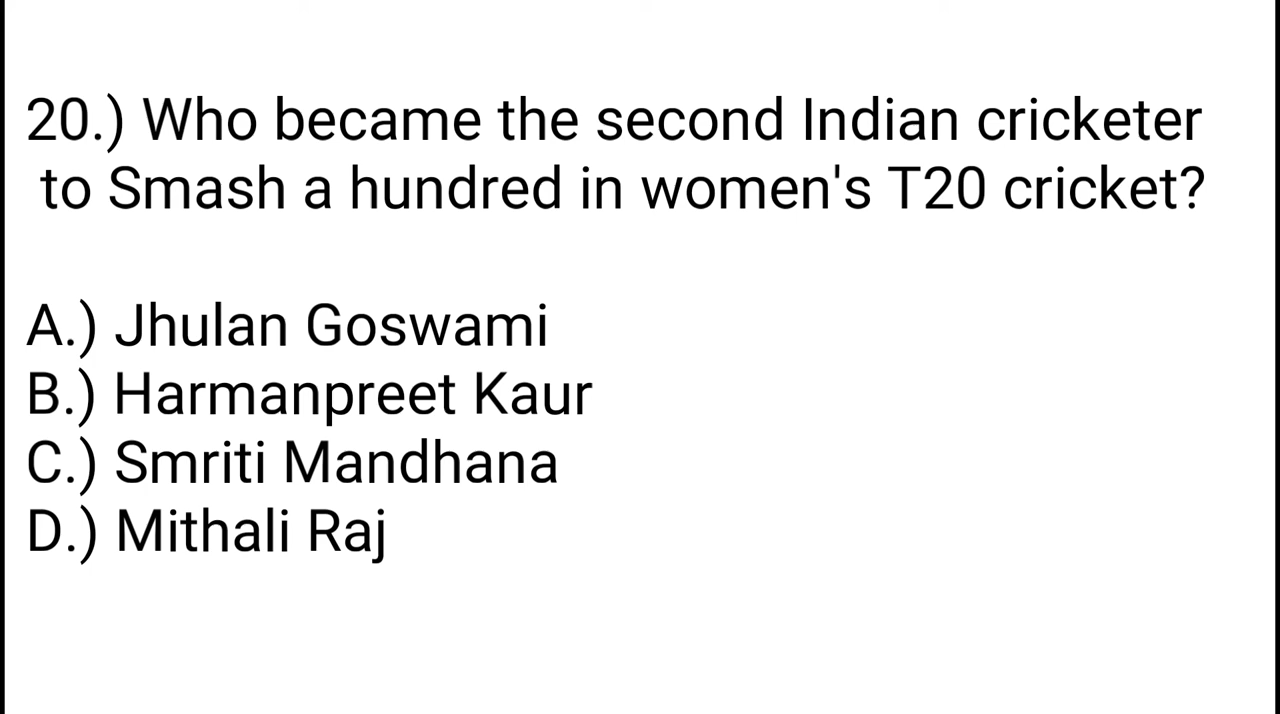 20.) Who became the second Indian cricketer
to Smash a hundred in women's T20 cricket?
A.) Jhulan Goswami
B.) Harmanpreet Kaur
C.) Smriti Mandhana
D.) Mithali Raj